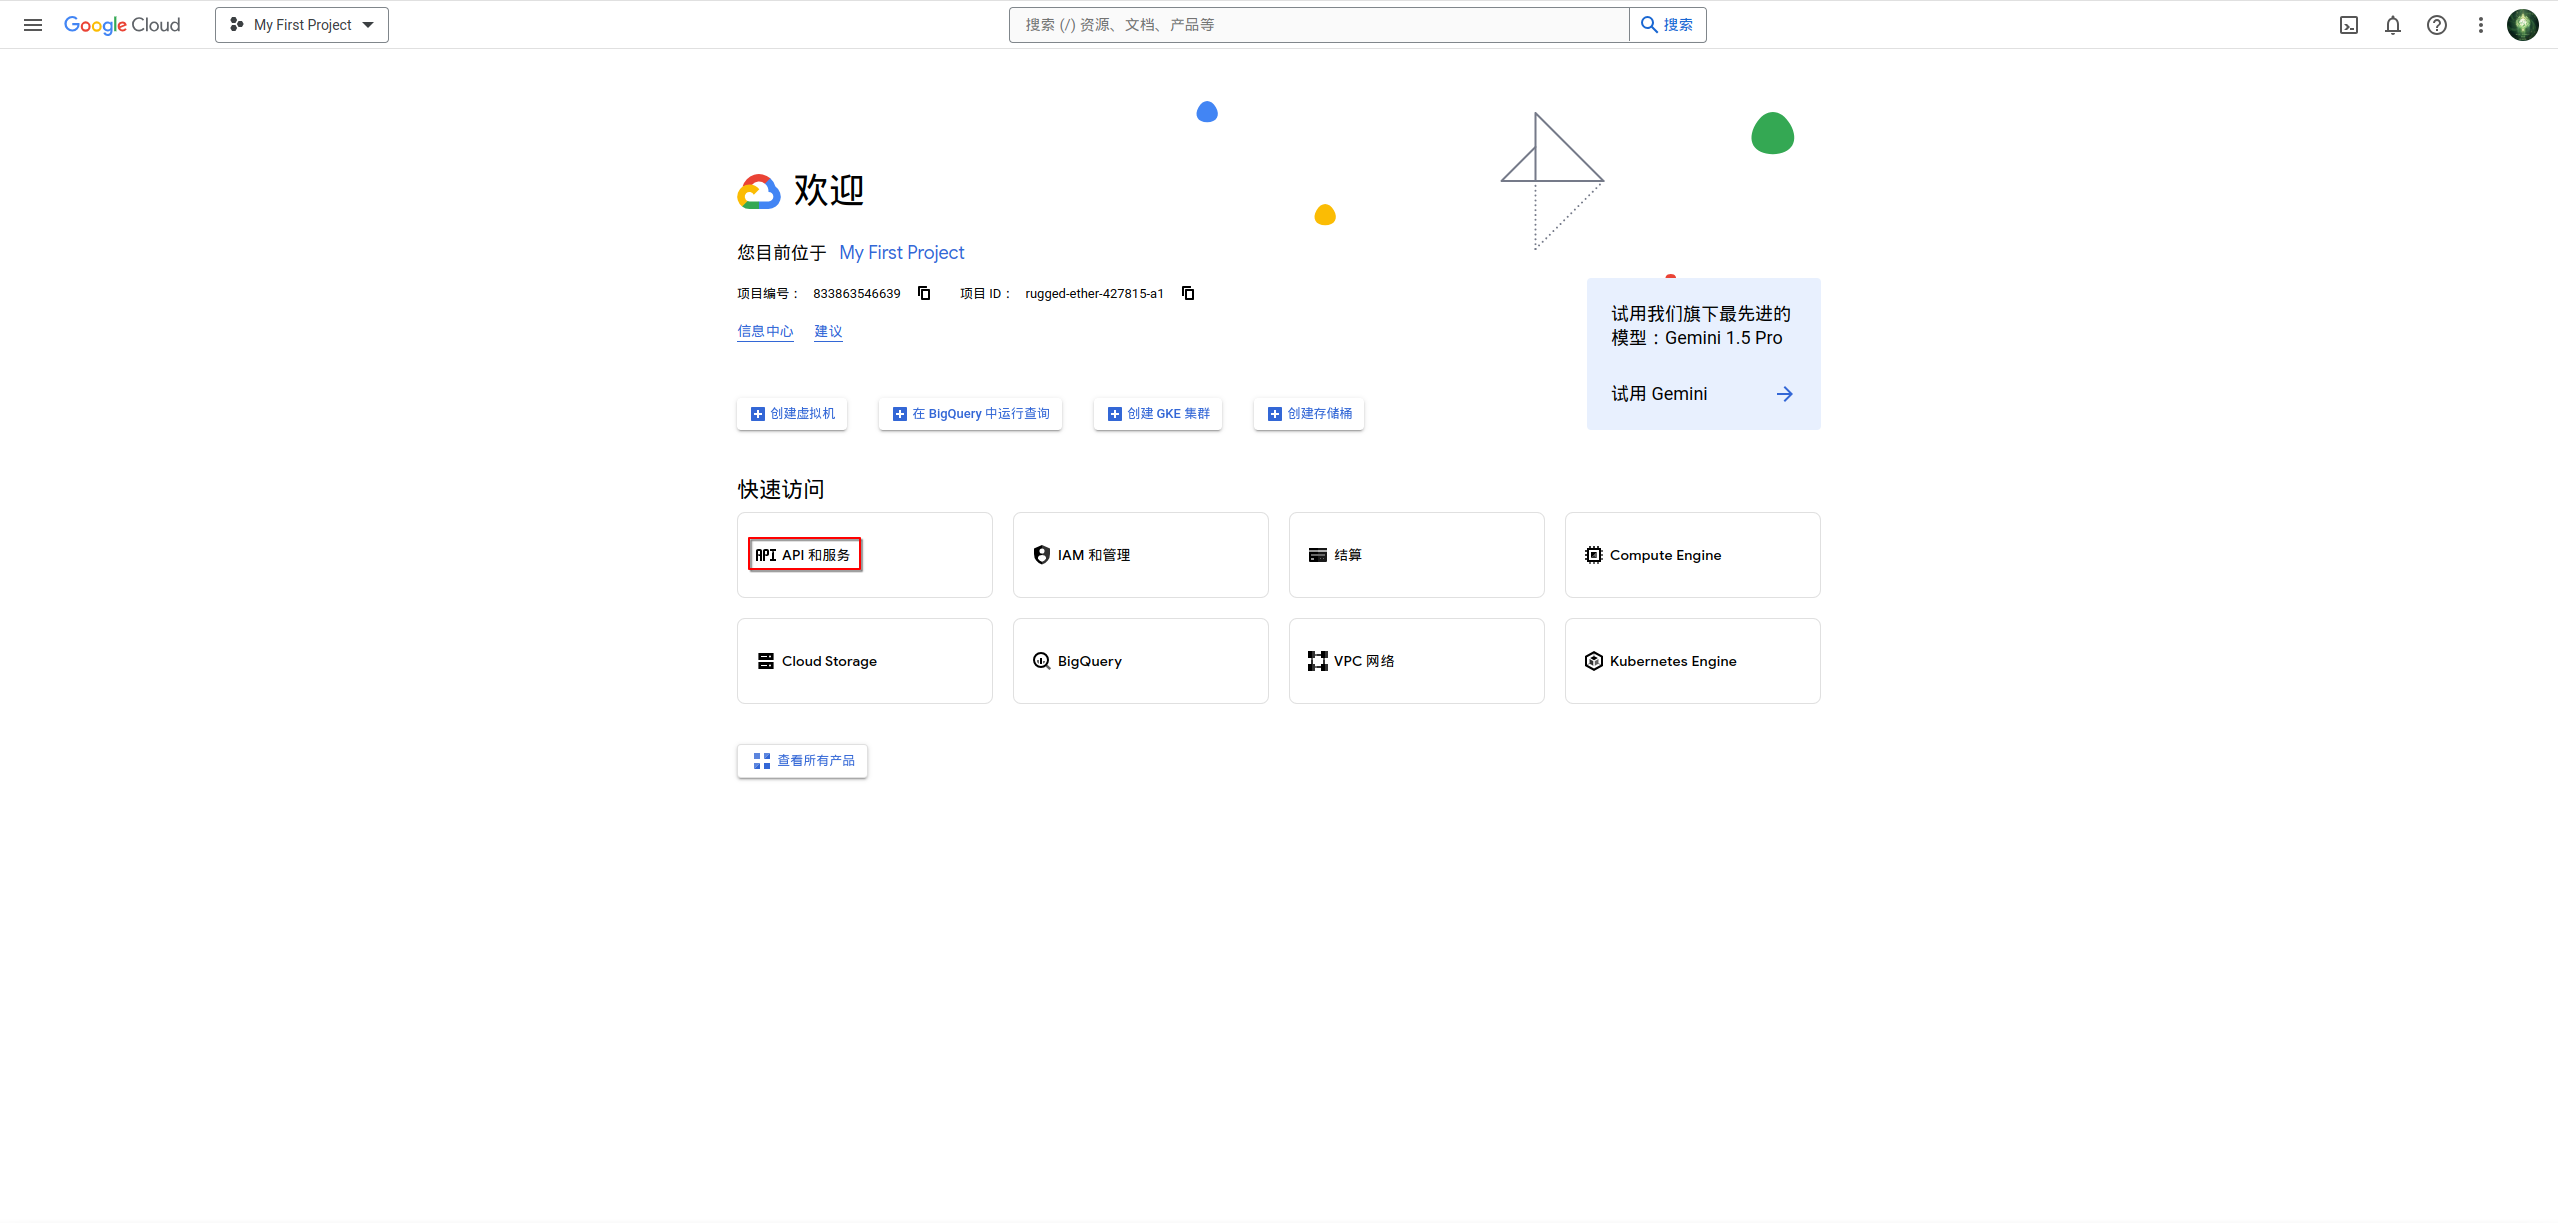 Google Cloud
My First Project
搜索 (/) 资源、文档、产品等
搜索
欢迎
您目前位于 My First Project
项目编号： 833863546639 项目 ID： rugged-ether-427815-a1
信息中心 建议
试用我们旗下最先进的
模型：Gemini 1.5 Pro
试用 Gemini
创建虚拟机 在 BigQuery 中运行查询 创建 GKE 集群 创建存储桶
快速访问
API API 和服务 IAM 和管理 结算 Compute Engine
Cloud Storage BigQuery VPC 网络 Kubernetes Engine
查看所有产品